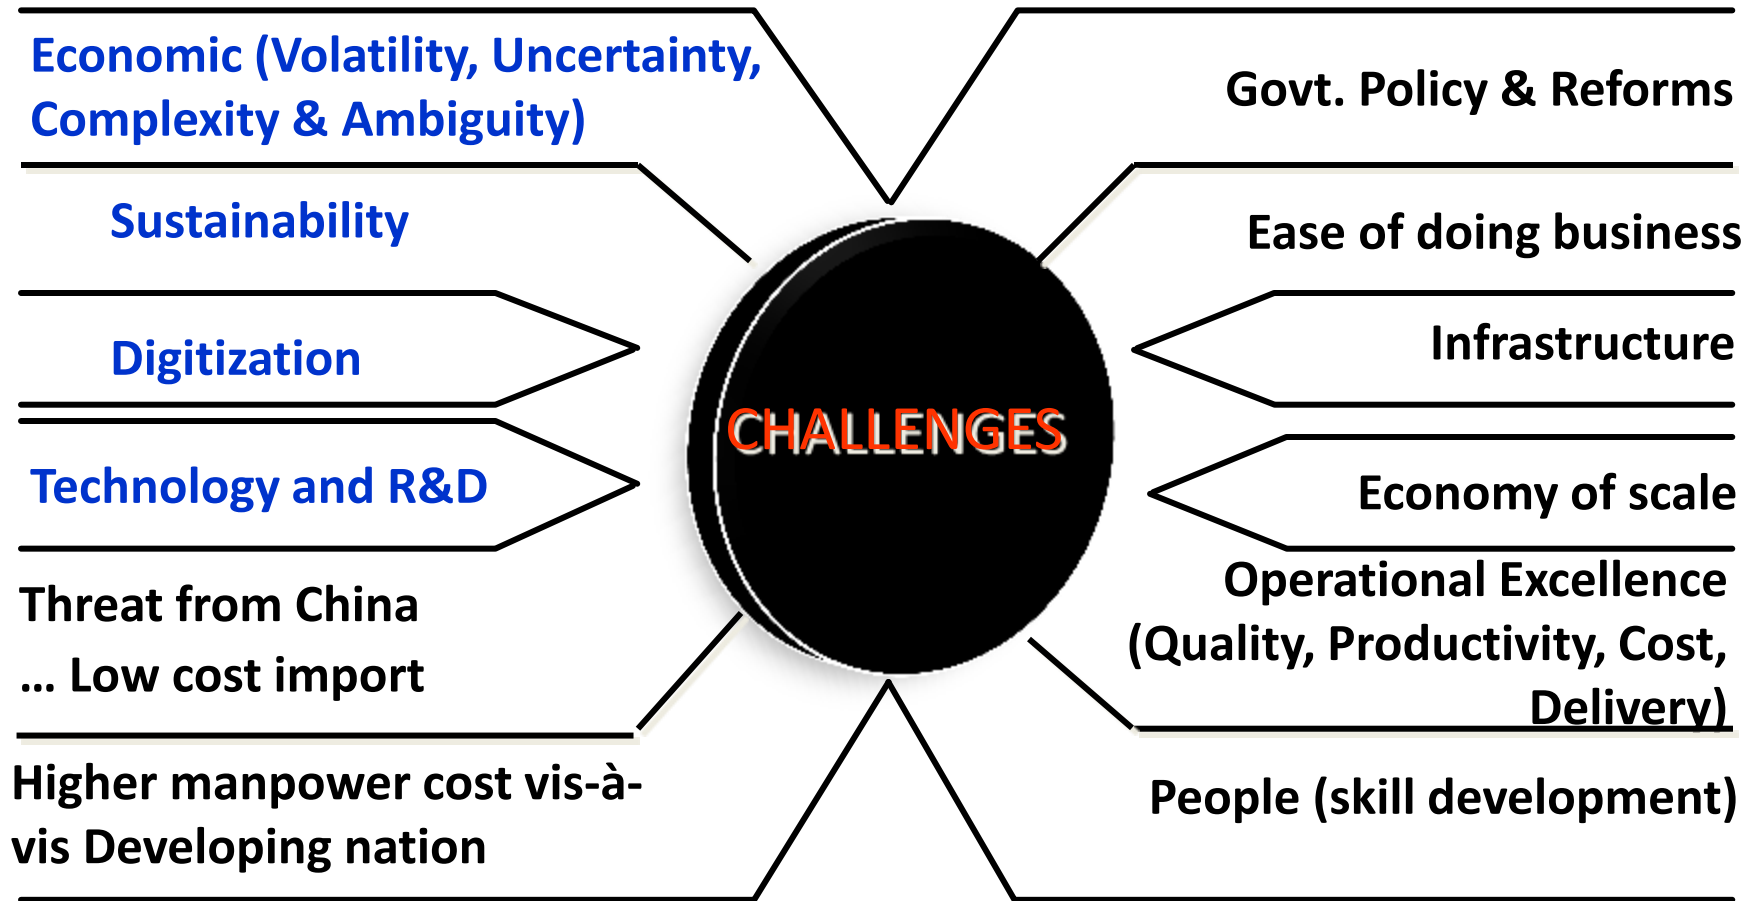 Economic (Volatility, Uncertainty,
Complexity & Ambiguity)
Sustainability
Digitization
Technology and R&D
Threat from China
... Low cost import
Higher manpower cost vis-à-
vis Developing nation
CHALLENGES
Govt. Policy & Reforms
Ease of doing business
Infrastructure
Economy of scale
Operational Excellence
(Quality, Productivity, Cost,
Delivery)
People (skill development)